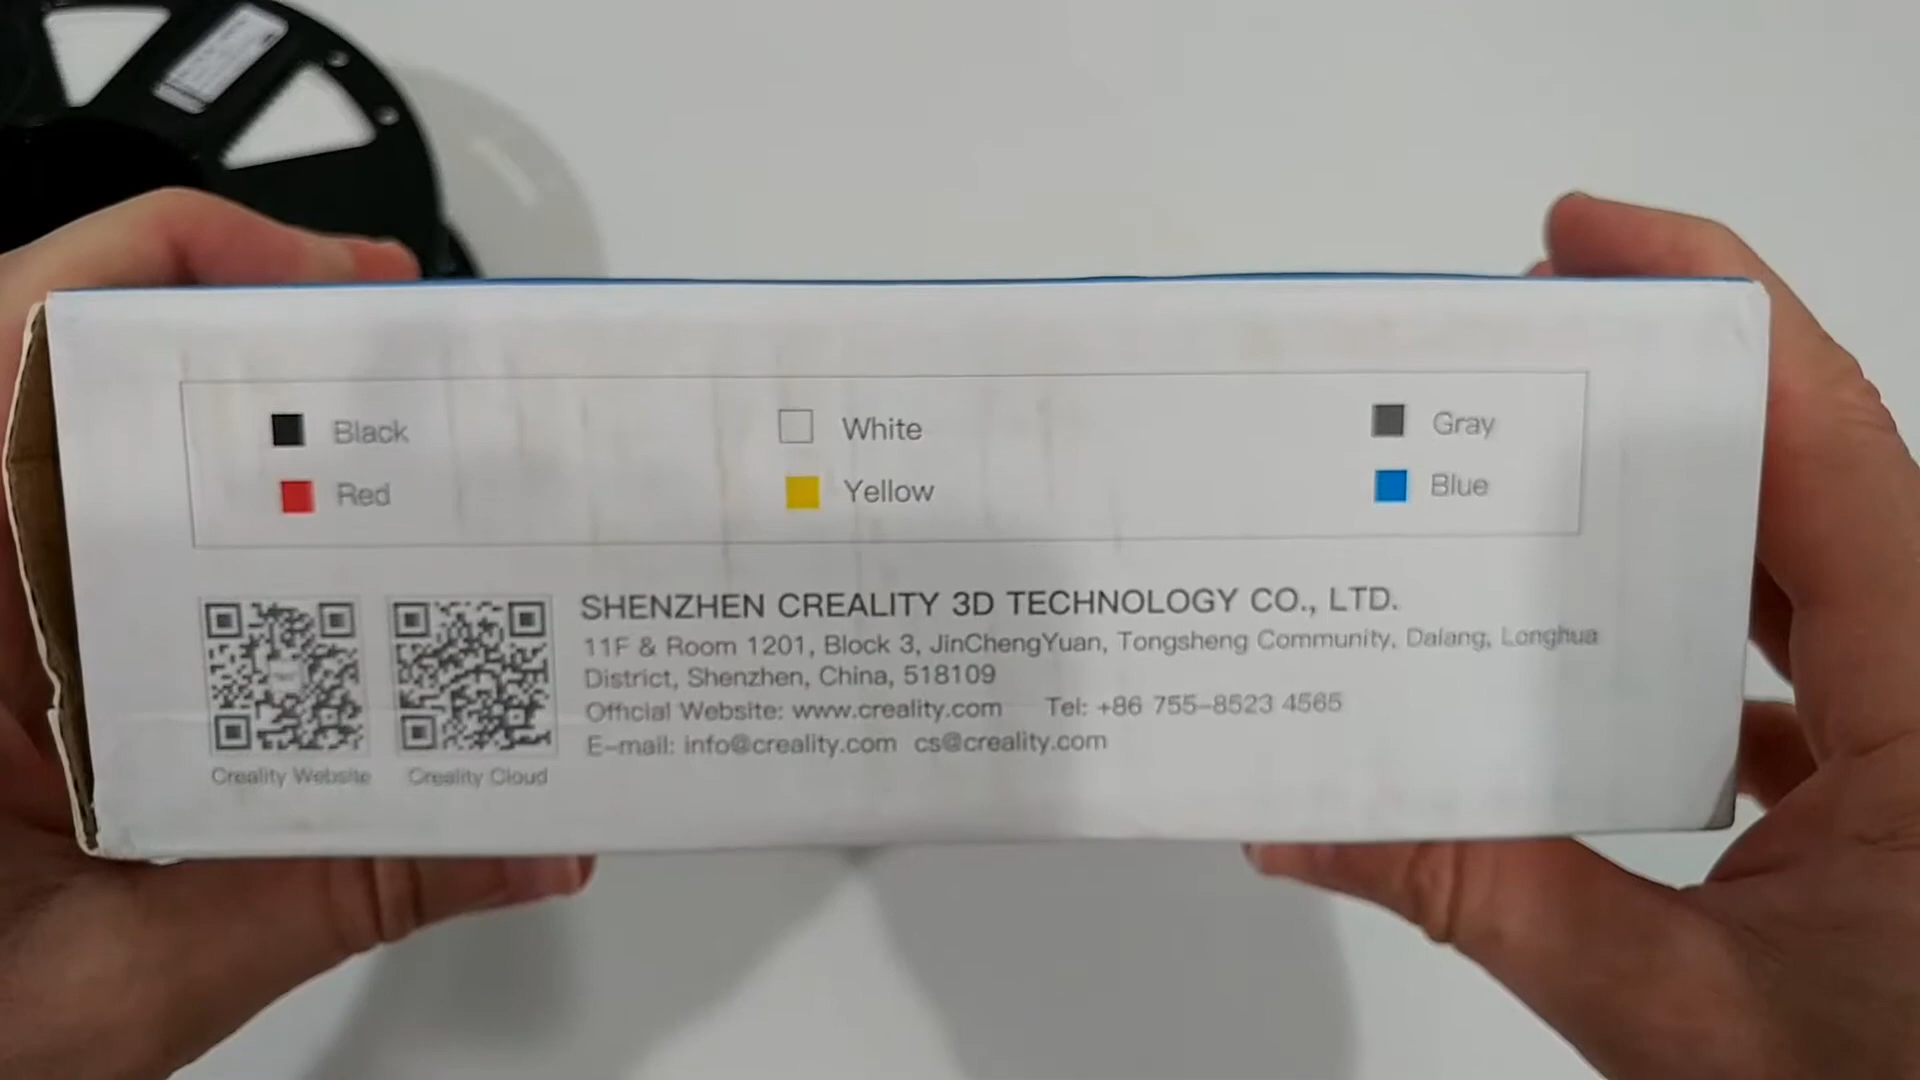 Black White Gray
Red Yellow Blue
SHENZHEN CREALITY 3D TECHNOLOGY CO., LTD.
11F & Room 1201, Block 3, JinChengYuan, Tongsheng Community, Dalang, Longhua
District, Shenzhen, China, 518109
Official Website: www.creality.com Tel: +86 755-8523 4565
E-mail: info@creality.com cs@creality.com
Creality Website Creality Cloud